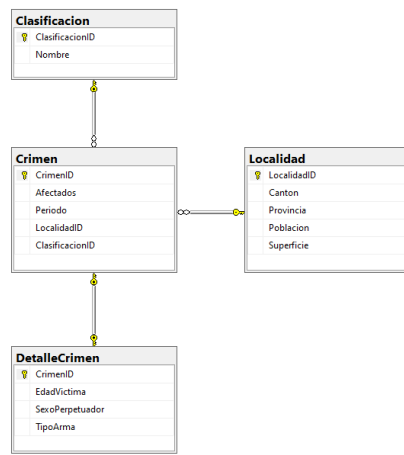 Clasificacion
ClasificacionID
Nombre
Crimen
CrimenID
Afectados
Periodo
LocalidadID
ClasificacionID
Localidad
LocalidadID
Canton
Provincia
Poblacion
Superficie
DetalleCrimen
CrimenID
EdadVictima
SexoPerpetuador
TipoArma